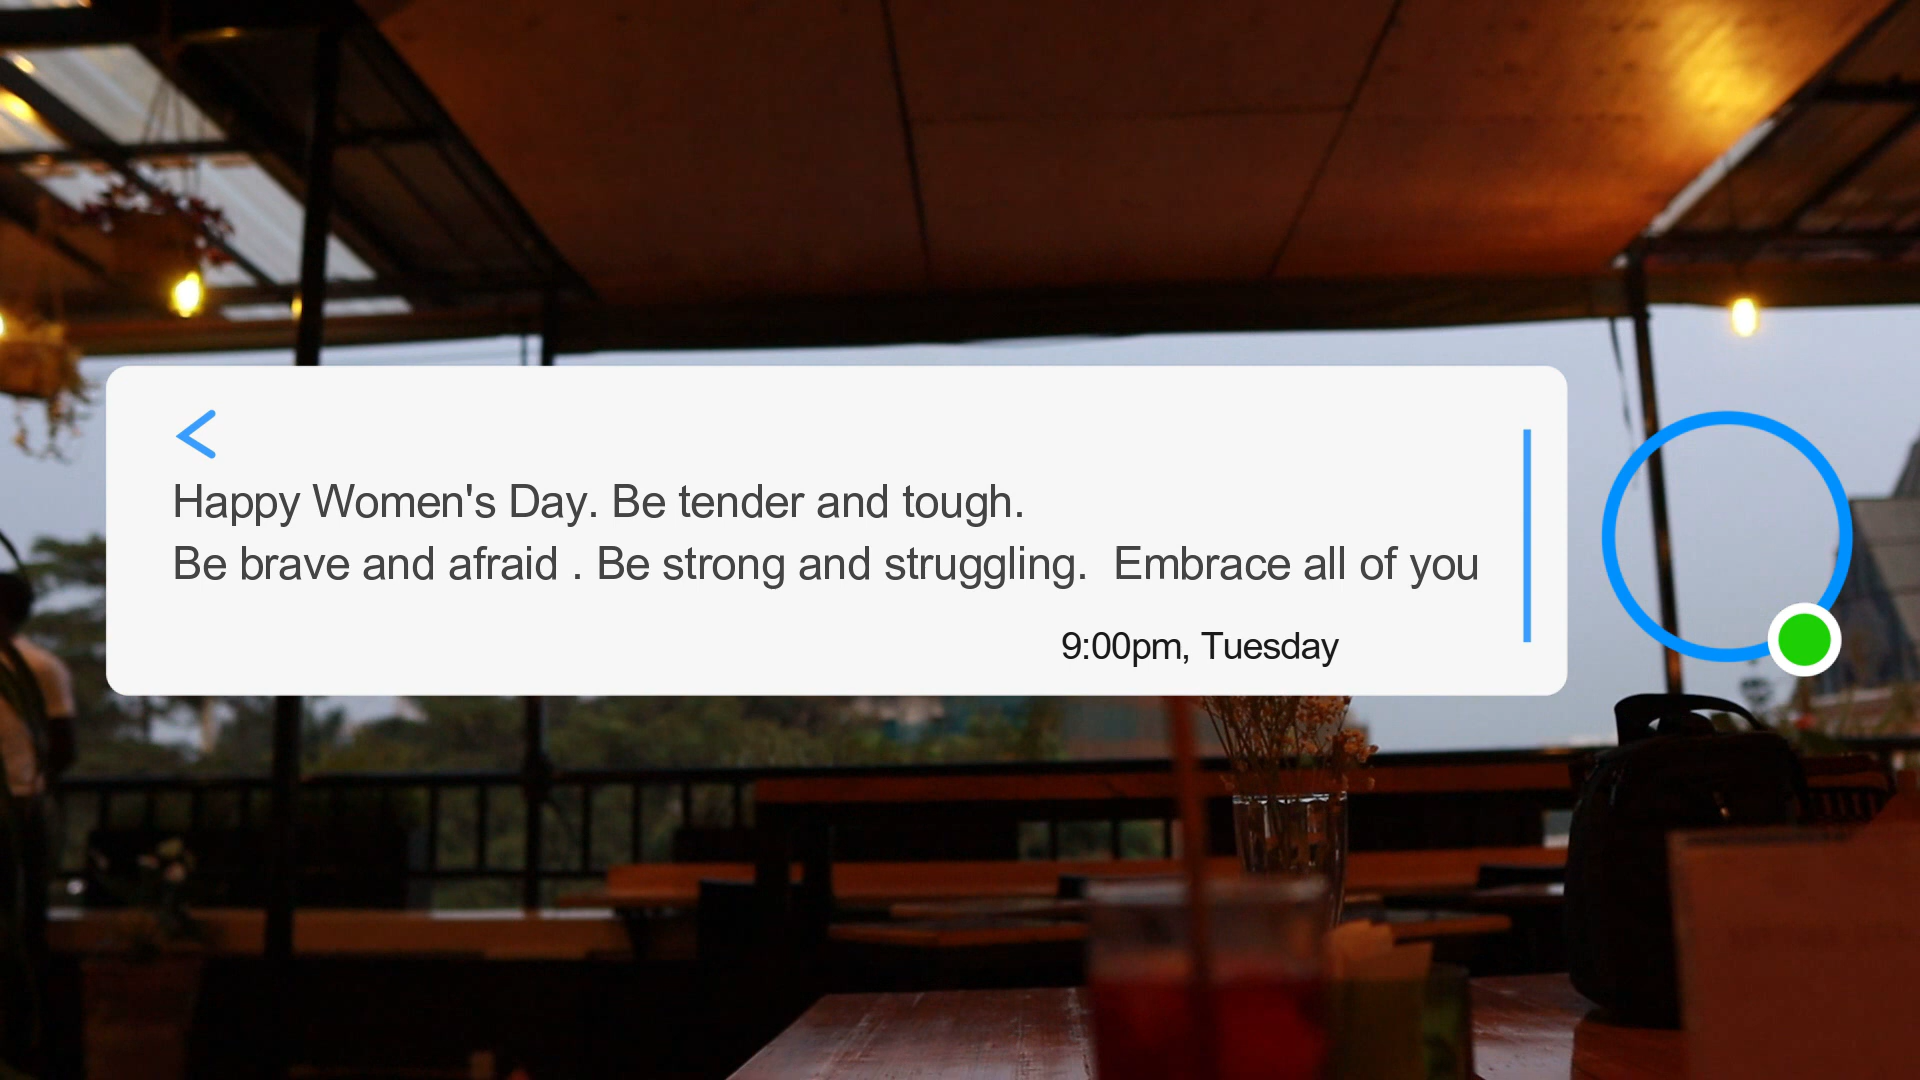 Happy Women's Day. Be tender and tough.
Be brave and afraid . Be strong and struggling.  Embrace all of you
9:00pm, Tuesday